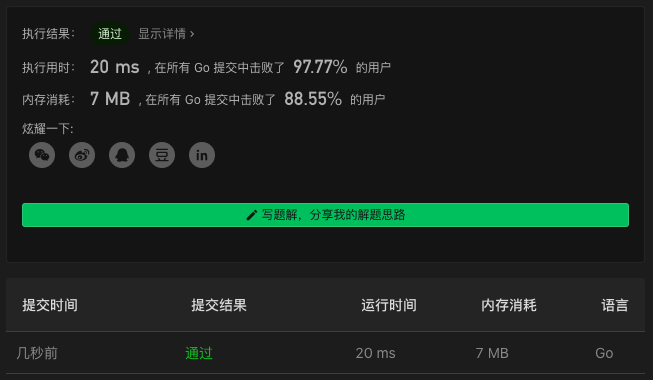 执行结果： 通过 显示详情 ›
执行用时： 20 ms , 在所有 Go 提交中击败了 97.77% 的用户
内存消耗： 7 MB , 在所有 Go 提交中击败了 88.55% 的用户
炫耀一下:
豆 in
写题解，分享我的解题思路
提交时间 提交结果 运行时间 内存消耗 语言
几秒前 通过 20 ms 7 MB Go